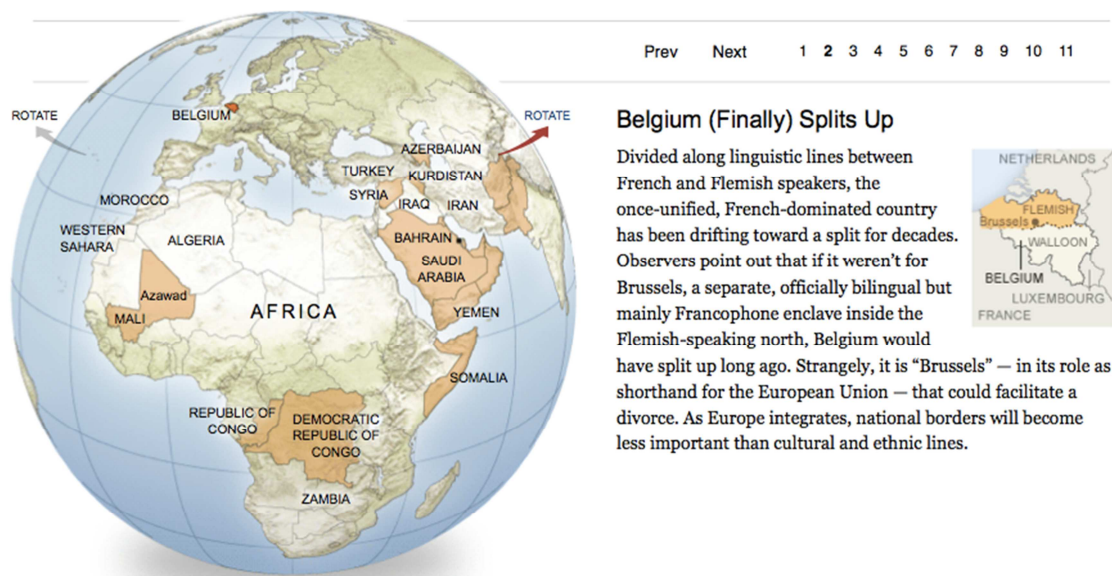 Prev Next 1 2 3 4 5 6 7 8 9 10 11
ROTATE
ROTATE
BELGIUM
AZERBAIJAN
TURKEY
KURDISTAN
SYRIA
IRAQ
IRAN
MOROCCO
WESTERN
SAHARA
ALGERIA
BAHRAIN
SAUDI
ARABIA
Azawad
MALI
AFRICA
YEMEN
SOMALIA
REPUBLIC OF
CONGO
DEMOCRATIC
REPUBLIC OF
CONGO
ZAMBIA
Belgium (Finally) Splits Up
Divided along linguistic lines between
French and Flemish speakers, the
once-unified, French-dominated country
has been drifting toward a split for decades.
Observers point out that if it weren’t for
Brussels, a separate, officially bilingual but
mainly Francophone enclave inside the
Flemish-speaking north, Belgium would
have split up long ago. Strangely, it is “Brussels” — in its role as
shorthand for the European Union — that could facilitate a
divorce. As Europe integrates, national borders will become
less important than cultural and ethnic lines.
NETHERLANDS
FLEMISH
Brussels
WALLOON
BELGIUM
LUXEMBOURG
FRANCE